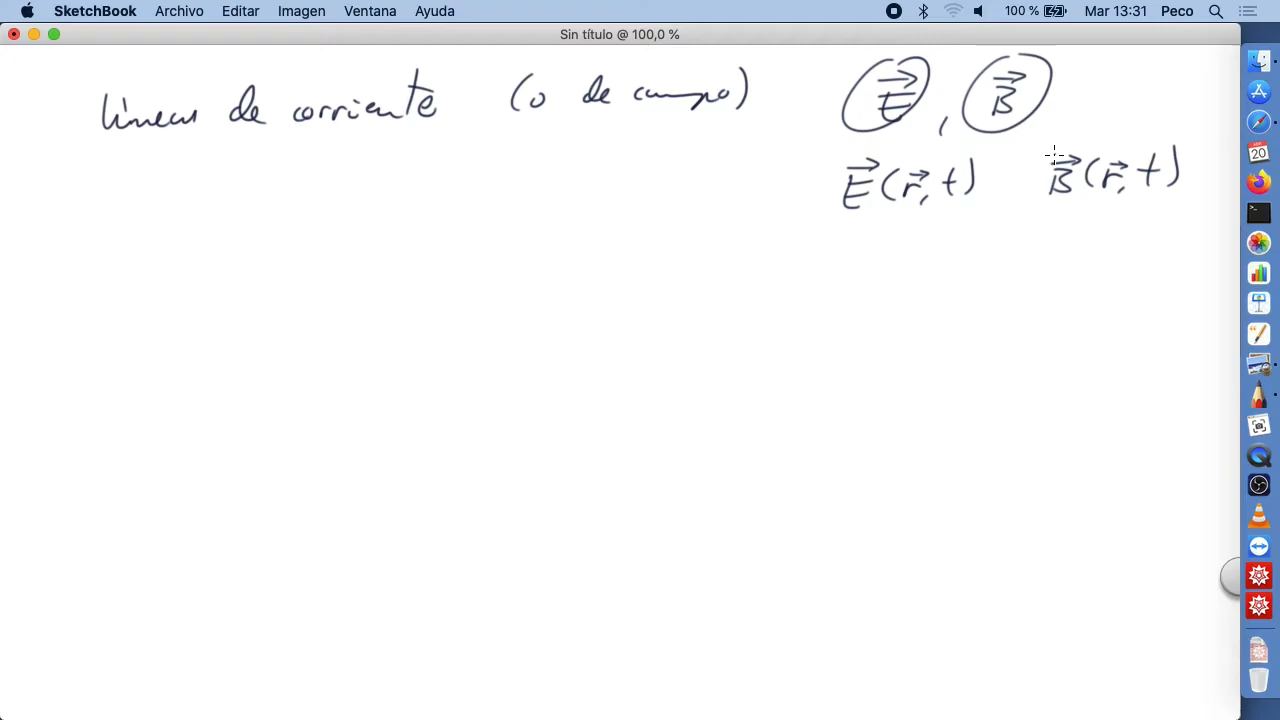 SketchBook Archivo Editar Imagen Ventana Ayuda 100 % Mar 13:31 Peco
Sin título @ 100,0 %
líneas de corriente (o de campo) E⃗ , B⃗
E⃗(r⃗, t) B⃗(r⃗, t)
20